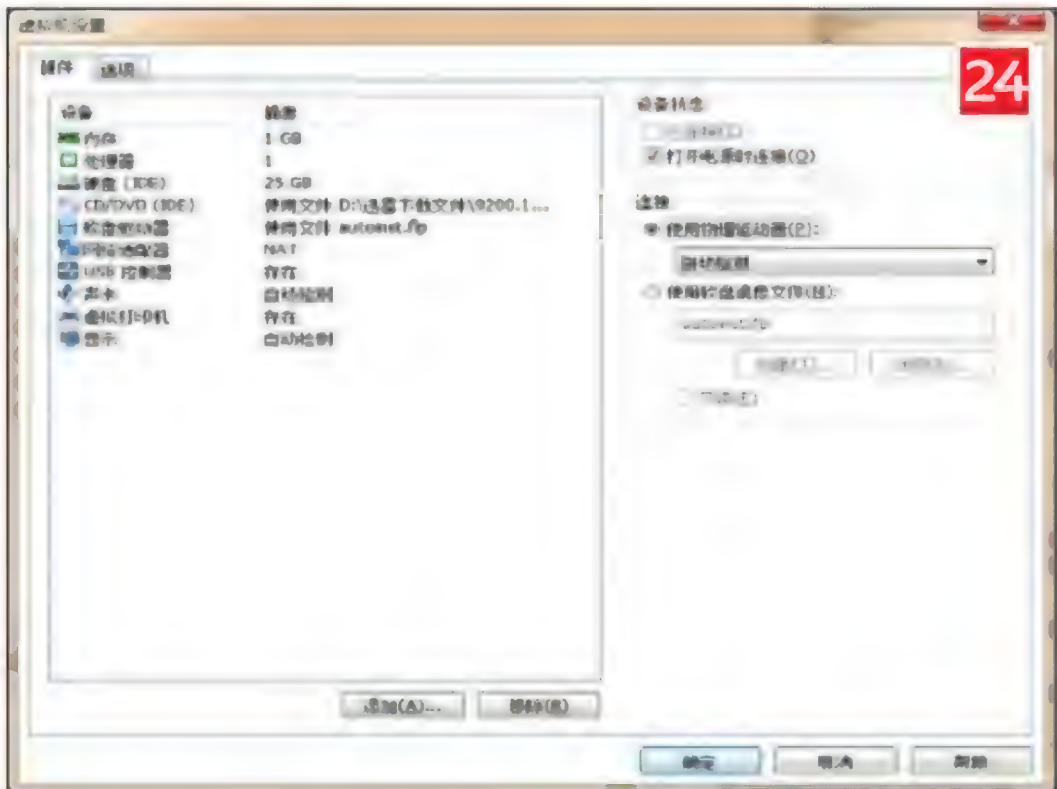 虚拟机设置
24
硬件 选项
设备 摘要
内存 1 GB
处理器 1
硬盘 (IDE) 25 GB
CD/DVD (IDE) 使用文件 D:\迅雷下载文件\9200.1...
软盘驱动器 使用文件 autoinst.flp
网络适配器 NAT
USB 控制器 存在
声卡 自动检测
虚拟打印机 存在
显示 自动检测
添加(A)... 移除(R)
设备状态
打开电源时连接(O)
连接
使用物理驱动器(P):
自动检测
使用软盘映像文件(H):
autoinst.flp
确定 取消 帮助